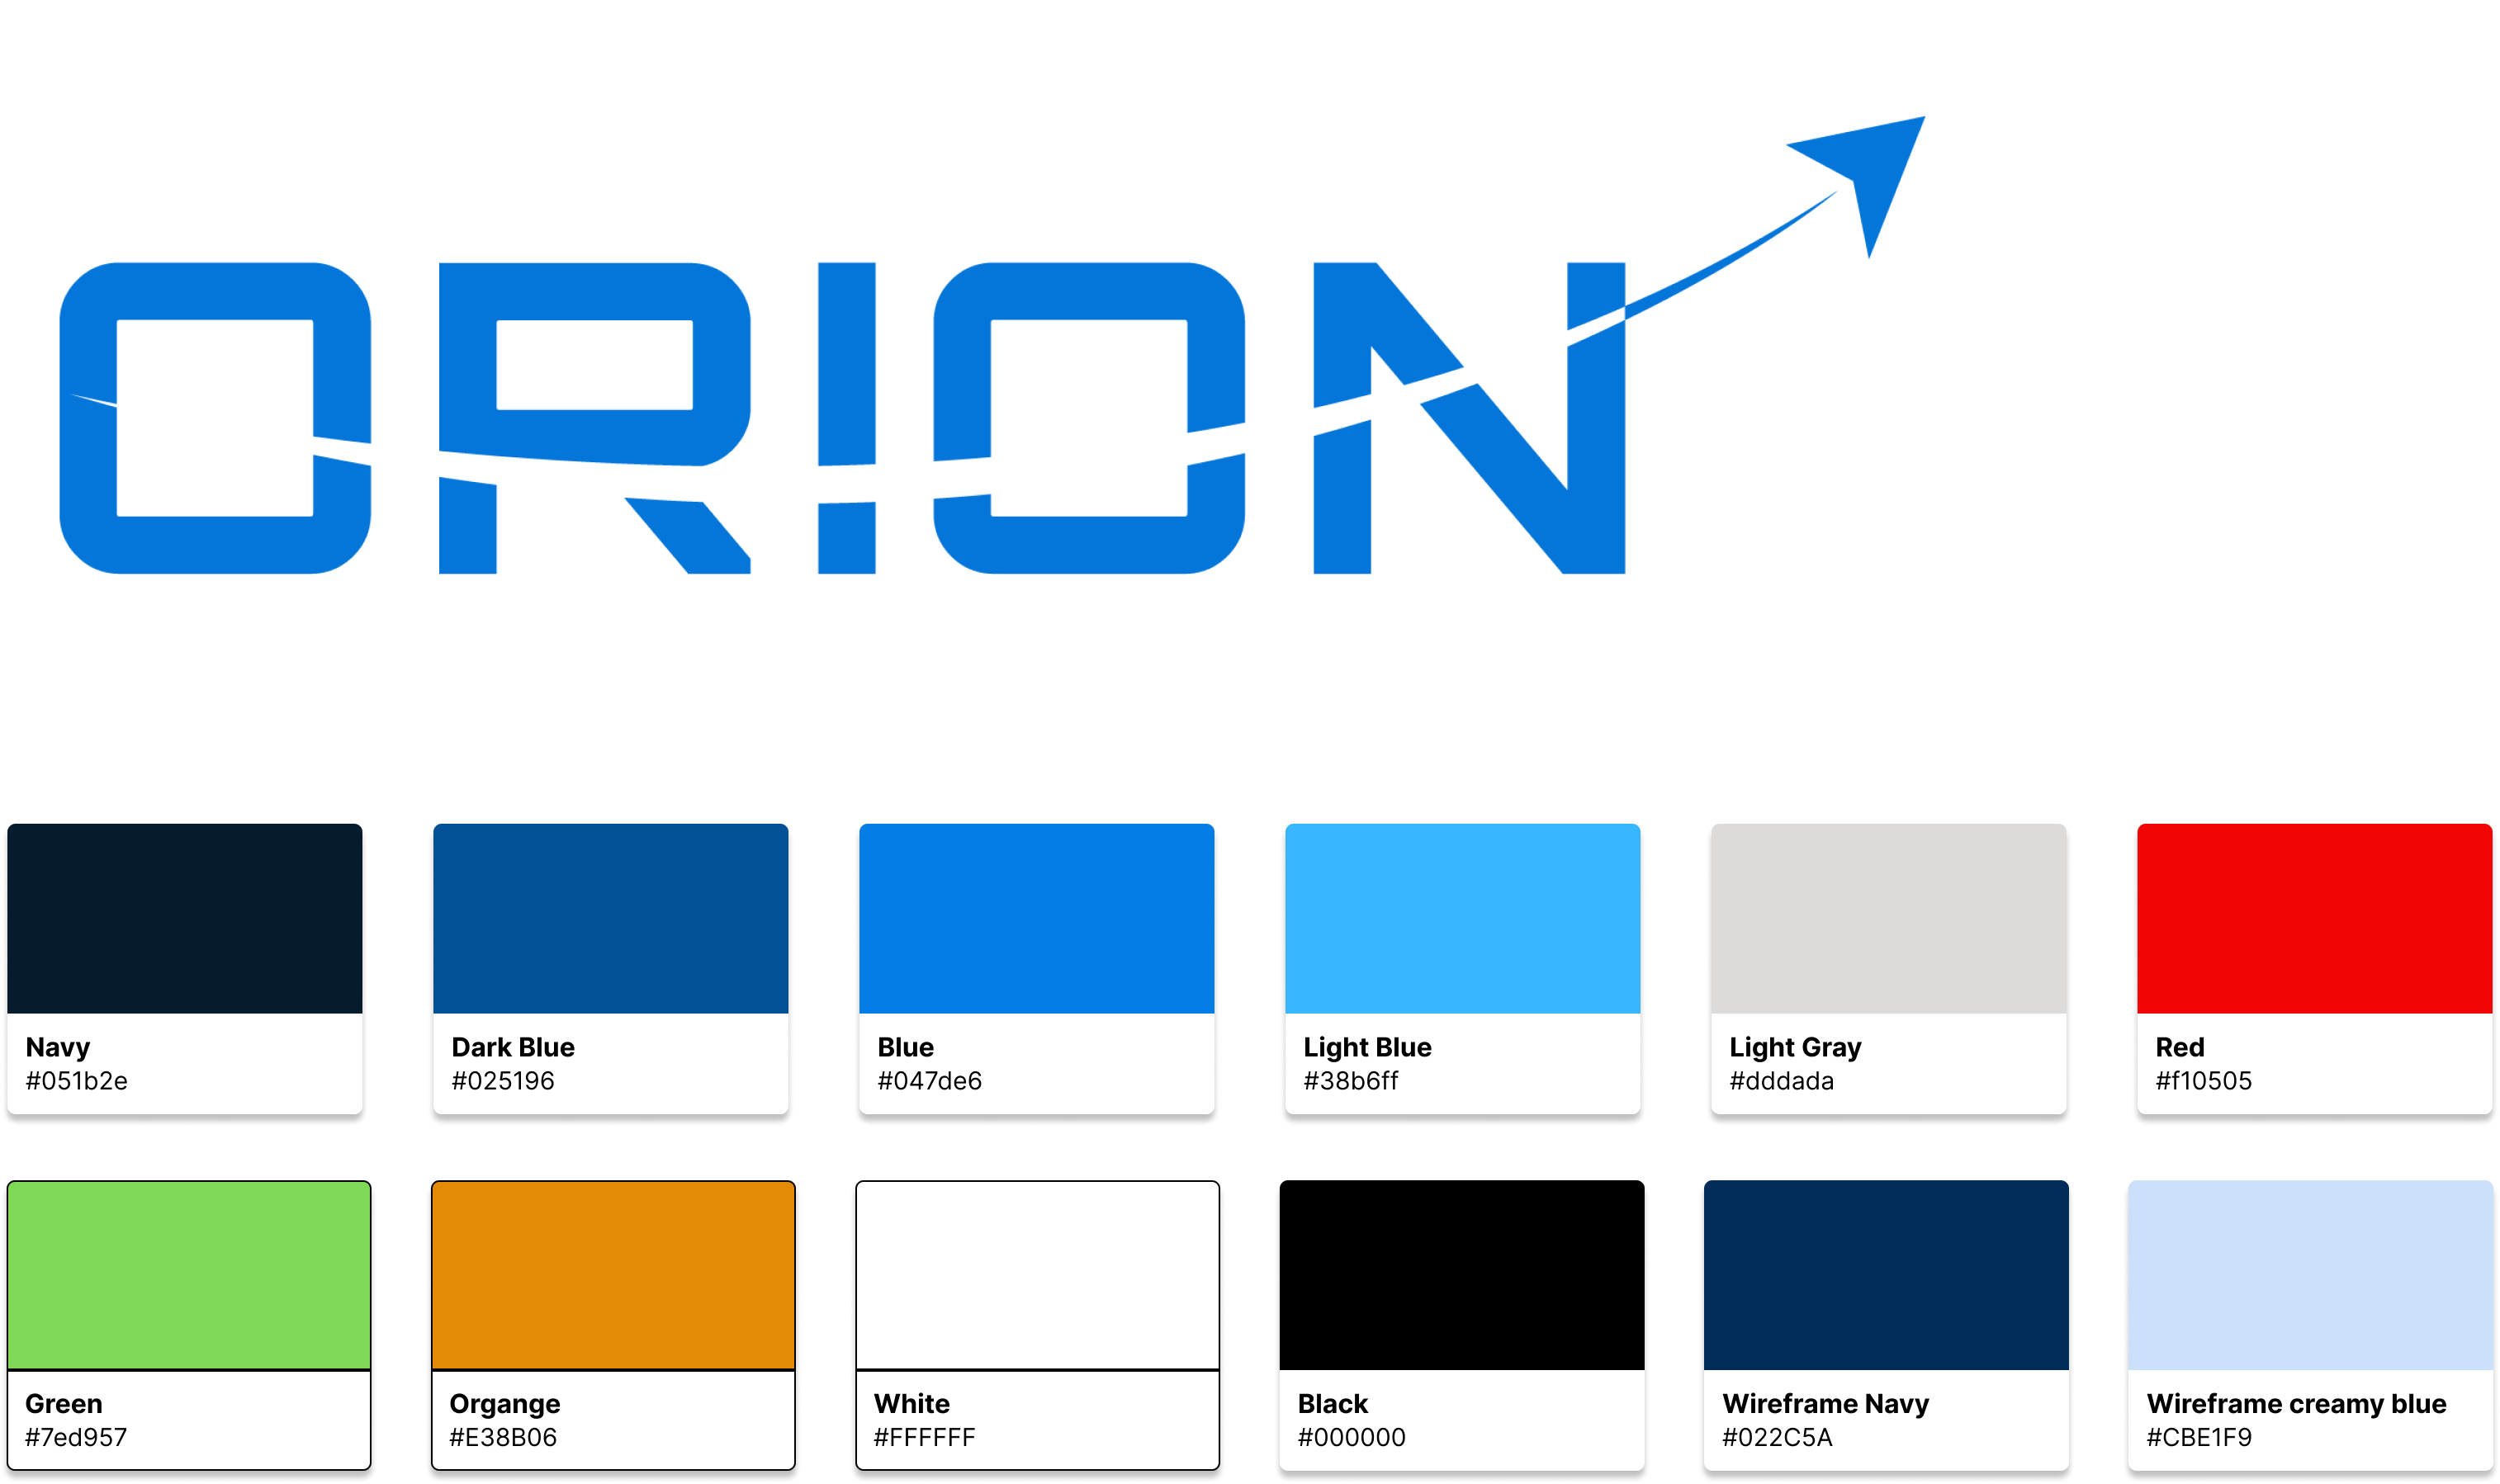 ORION
Navy
#051b2e
Dark Blue
#025196
Blue
#047de6
Light Blue
#38b6ff
Light Gray
#dddada
Red
#f10505
Green
#7ed957
Organge
#E38B06
White
#FFFFFF
Black
#000000
Wireframe Navy
#022C5A
Wireframe creamy blue
#CBE1F9